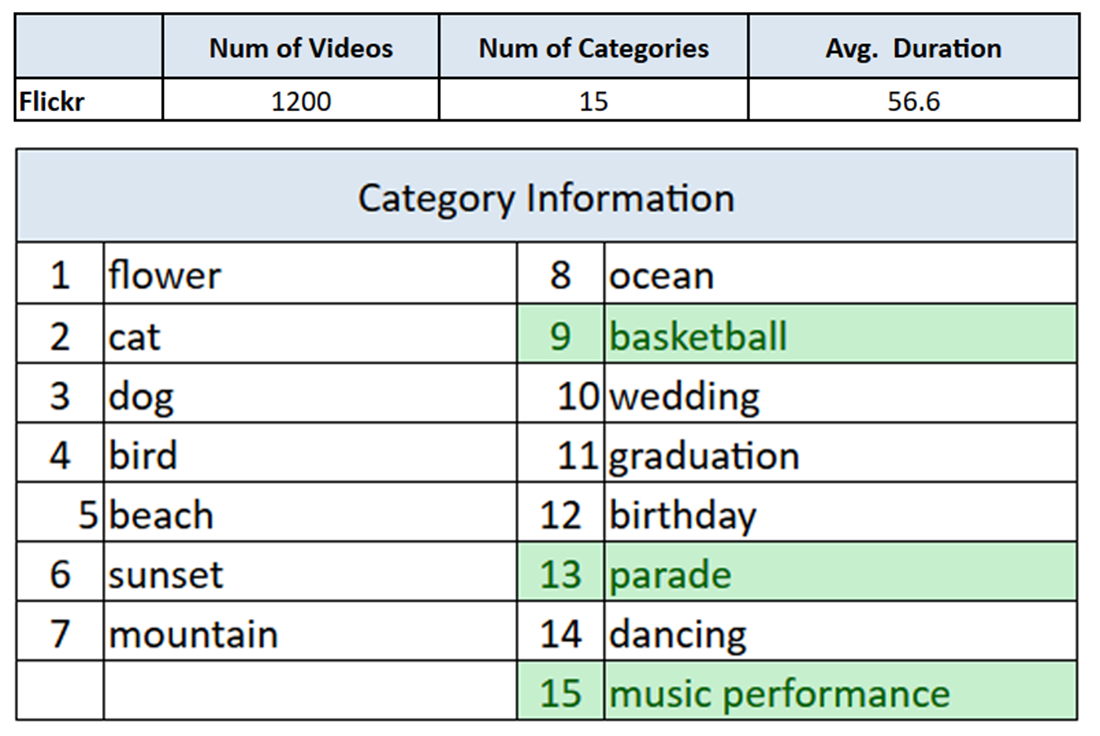 Num of Videos Num of Categories Avg. Duration
Flickr 1200 15 56.6
Category Information
1 flower 8 ocean
2 cat 9 basketball
3 dog 10 wedding
4 bird 11 graduation
5 beach 12 birthday
6 sunset 13 parade
7 mountain 14 dancing
15 music performance